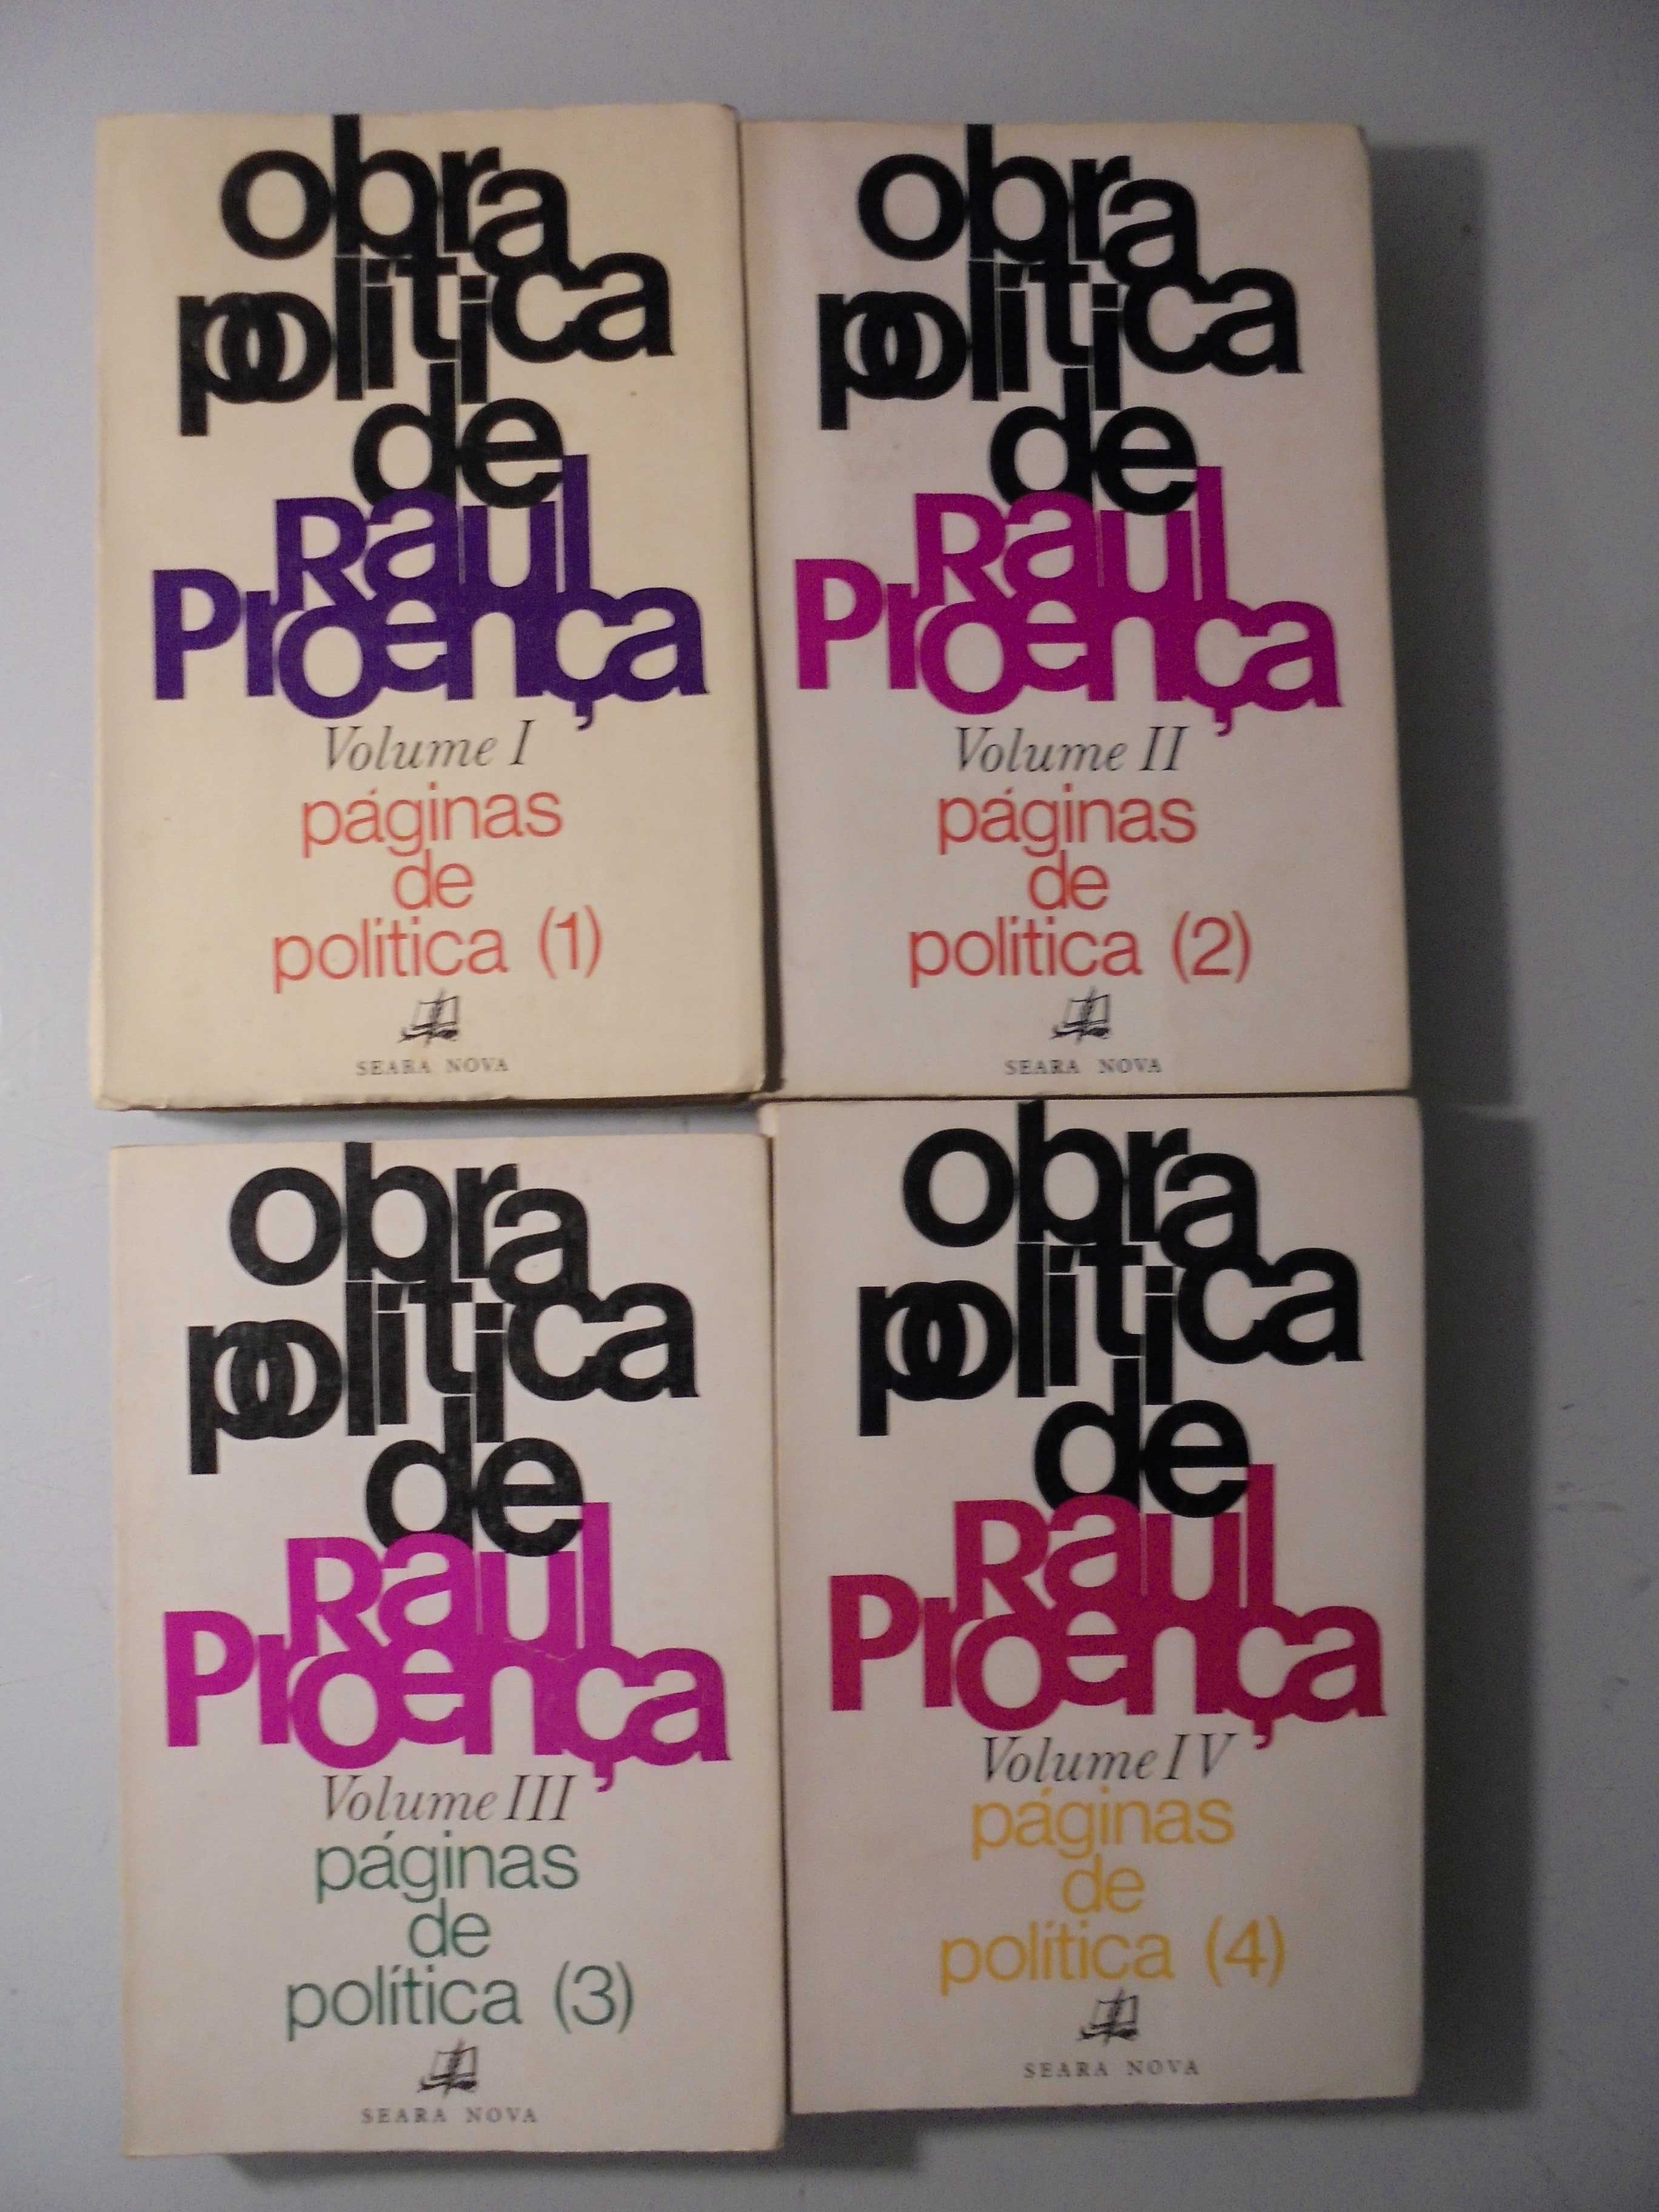 obra
política
de
Raul
Proença
Volume I
páginas
de
política (1)
SEARA NOVA
obra
política
de
Raul
Proença
Volume II
páginas
de
política (2)
SEARA NOVA
obra
política
de
Raul
Proença
Volume III
páginas
de
política (3)
SEARA NOVA
obra
política
de
Raul
Proença
Volume IV
páginas
de
política (4)
SEARA NOVA